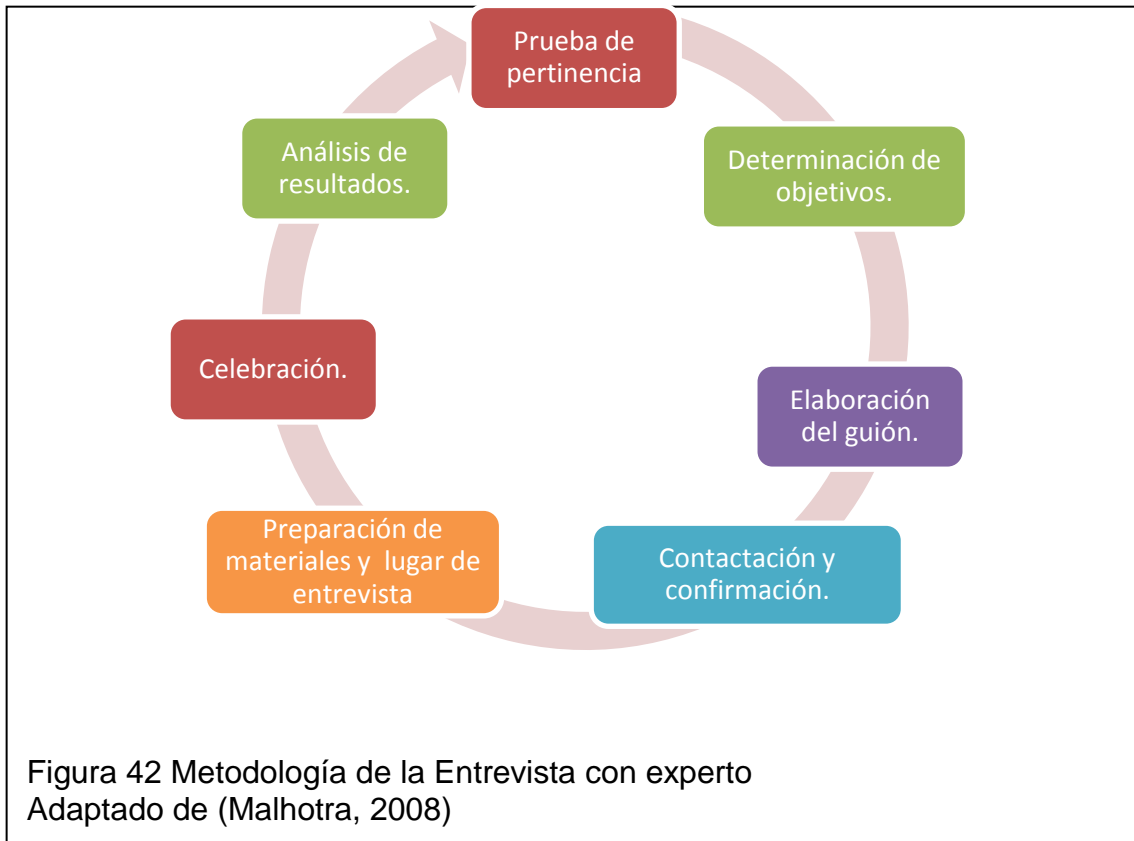 Prueba de
pertinencia
Determinación de
objetivos.
Elaboración
del guión.
Contactación y
confirmación.
Preparación de
materiales y  lugar de
entrevista
Celebración.
Análisis de
resultados.
Figura 42 Metodología de la Entrevista con experto
Adaptado de (Malhotra, 2008)